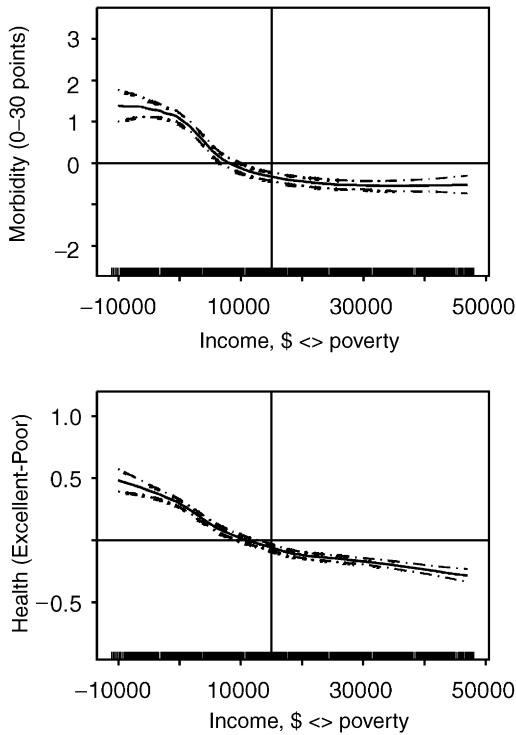 Morbidity (0–30 points)
3
2
1
0
−2
−10000 10000 30000 50000
Income, $ <> poverty
Health (Excellent-Poor)
1.0
0.5
−0.5
−10000 10000 30000 50000
Income, $ <> poverty